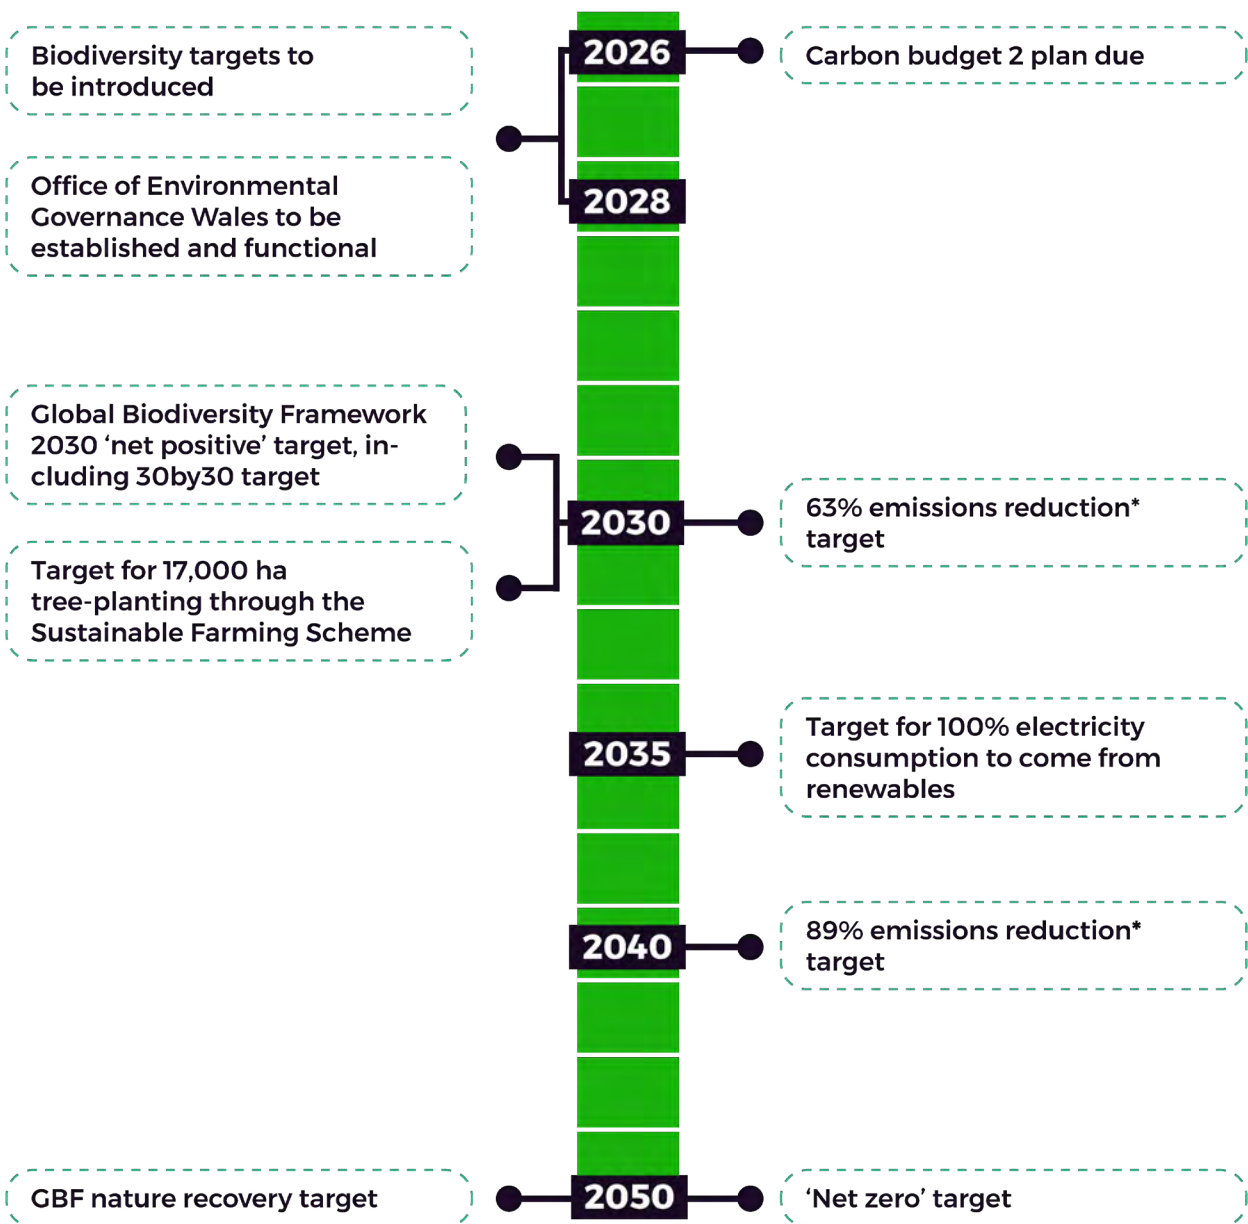 Biodiversity targets to
be introduced
2026
Carbon budget 2 plan due
Office of Environmental
Governance Wales to be
established and functional
2028
Global Biodiversity Framework
2030 ‘net positive’ target, in-
cluding 30by30 target
2030
63% emissions reduction*
target
Target for 17,000 ha
tree-planting through the
Sustainable Farming Scheme
2035
Target for 100% electricity
consumption to come from
renewables
2040
89% emissions reduction*
target
GBF nature recovery target
2050
‘Net zero’ target